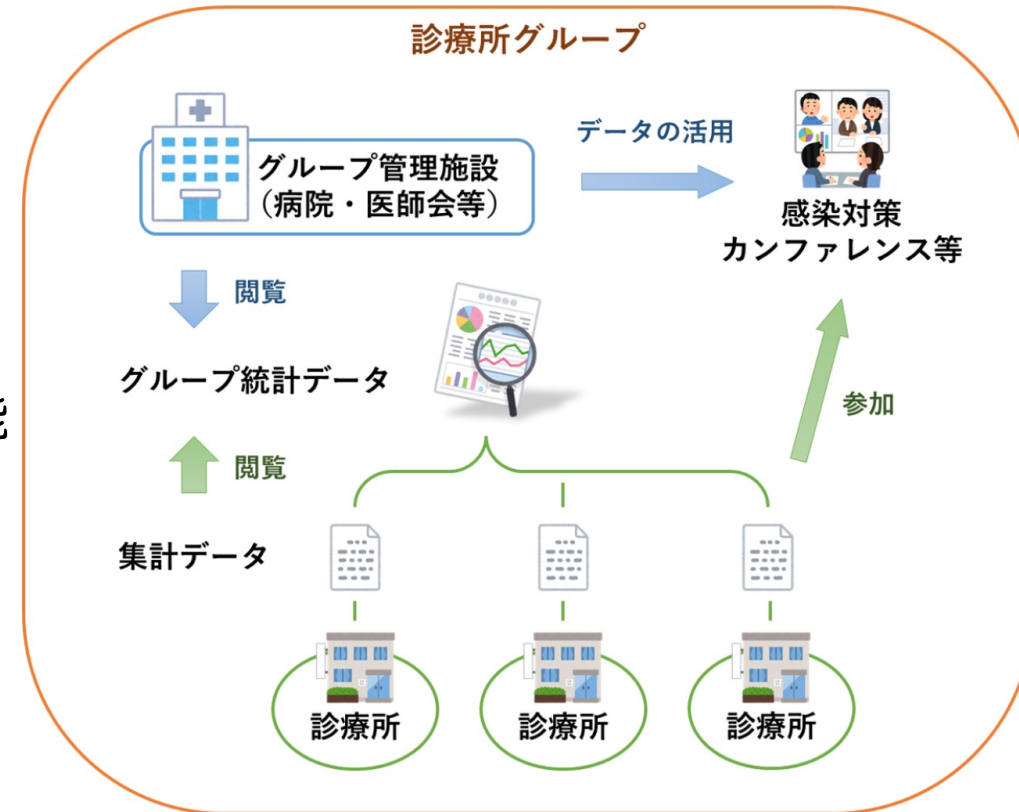 診療所グループ
データの活用
グループ管理施設
（病院・医師会等）
感染対策
カンファレンス等
閲覧
グループ統計データ
能
参加
閲覧
集計データ
診療所
診療所
診療所